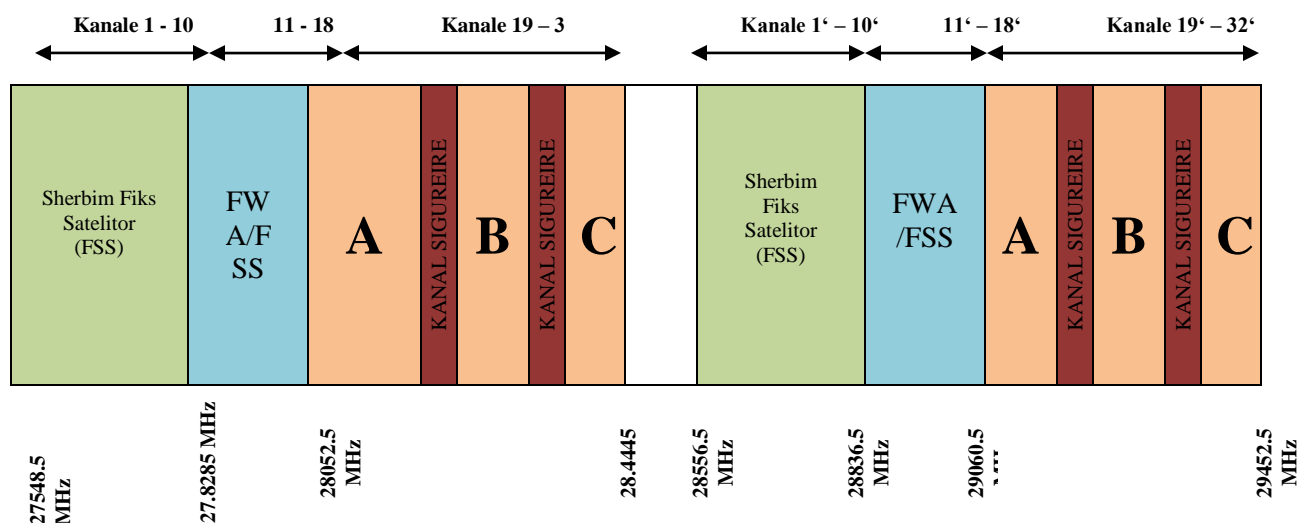 Kanale 1 - 10
11 - 18
Kanale 19 – 3
Kanale 1‘ – 10‘
11‘ – 18‘
Kanale 19‘ – 32‘
Sherbim Fiks
Satelitor
(FSS)
FW
A/F
SS
A
KANAL SIGUREIRE
B
KANAL SIGUREIRE
C
Sherbim
Fiks
Satelitor
(FSS)
FWA
/FSS
A
KANAL SIGUREIRE
B
KANAL SIGUREIRE
C
27548.5
MHz
27.8285 MHz
28052.5
MHz
28.4445
28556.5
MHz
28836.5
MHz
29060.5
29452.5
MHz